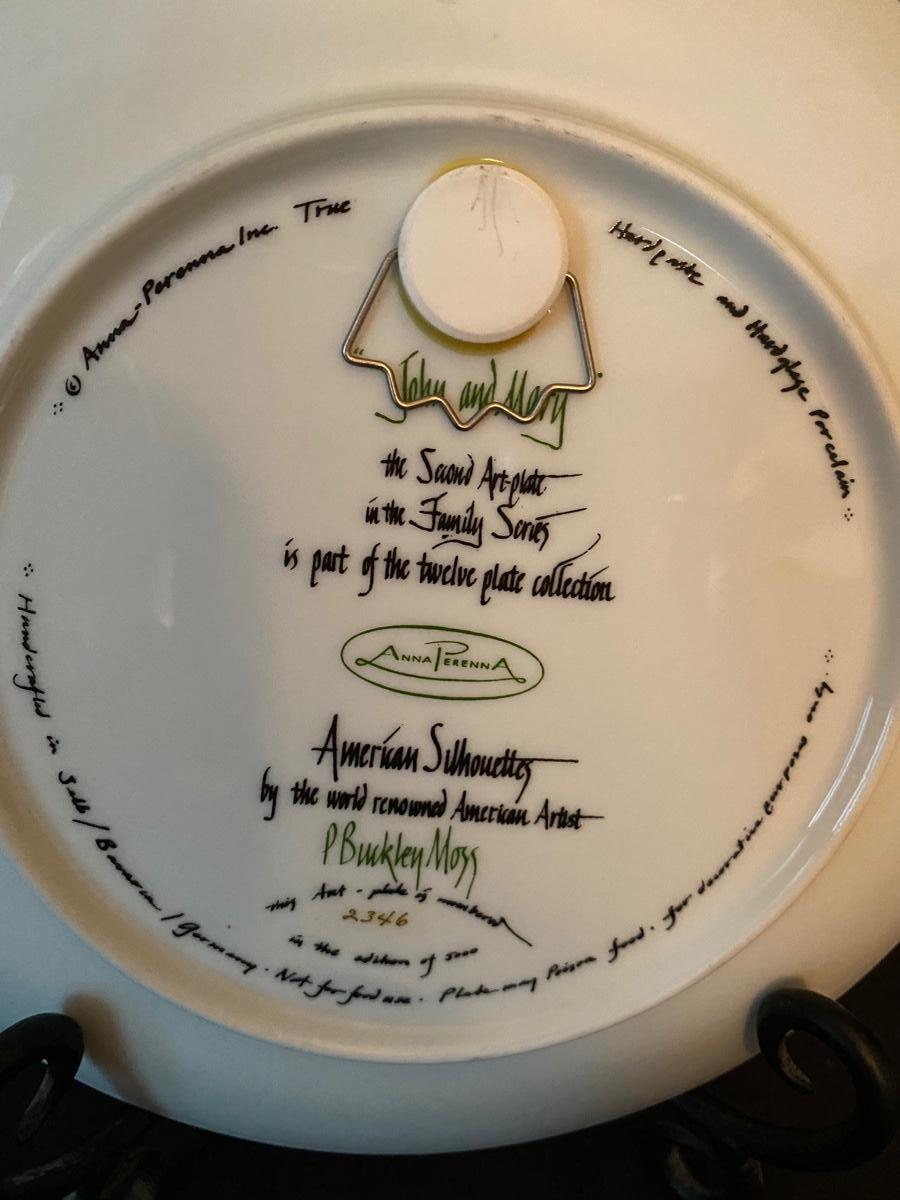 © Anna-Perenna Inc. True Hardpaste and Hardglaze Porcelain
"John and Mary"
the Second Art-plate
in the Family Series
is part of the twelve plate collection
ANNA PERENNA
American Silhouettes
by the world renowned American Artist
P Buckley Moss
this Art-plate is numbered
2346
in the edition of 5000
Handcrafted in Selb/Bavaria/Germany. Not for food use. Plate may Poison food. for decorative purposes only.